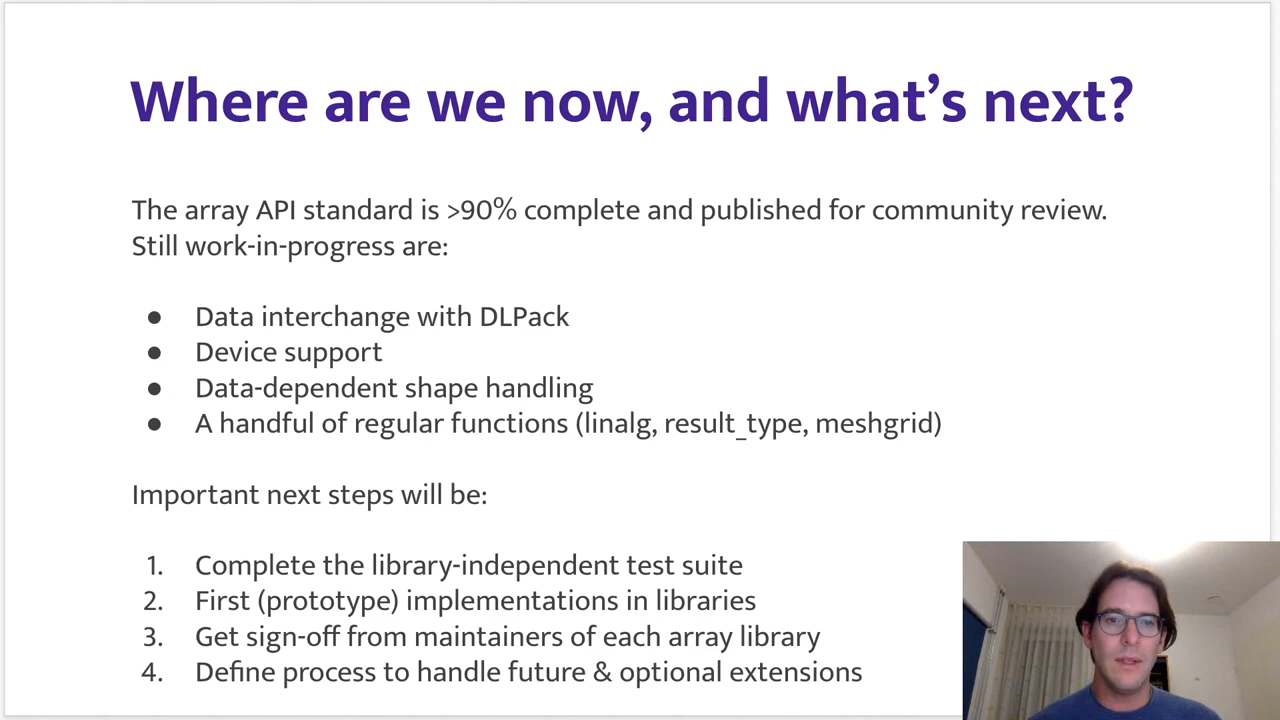 Where are we now, and what’s next?
The array API standard is >90% complete and published for community review.
Still work-in-progress are:
● Data interchange with DLPack
● Device support
● Data-dependent shape handling
● A handful of regular functions (linalg, result_type, meshgrid)
Important next steps will be:
1. Complete the library-independent test suite
2. First (prototype) implementations in libraries
3. Get sign-off from maintainers of each array library
4. Define process to handle future & optional extensions